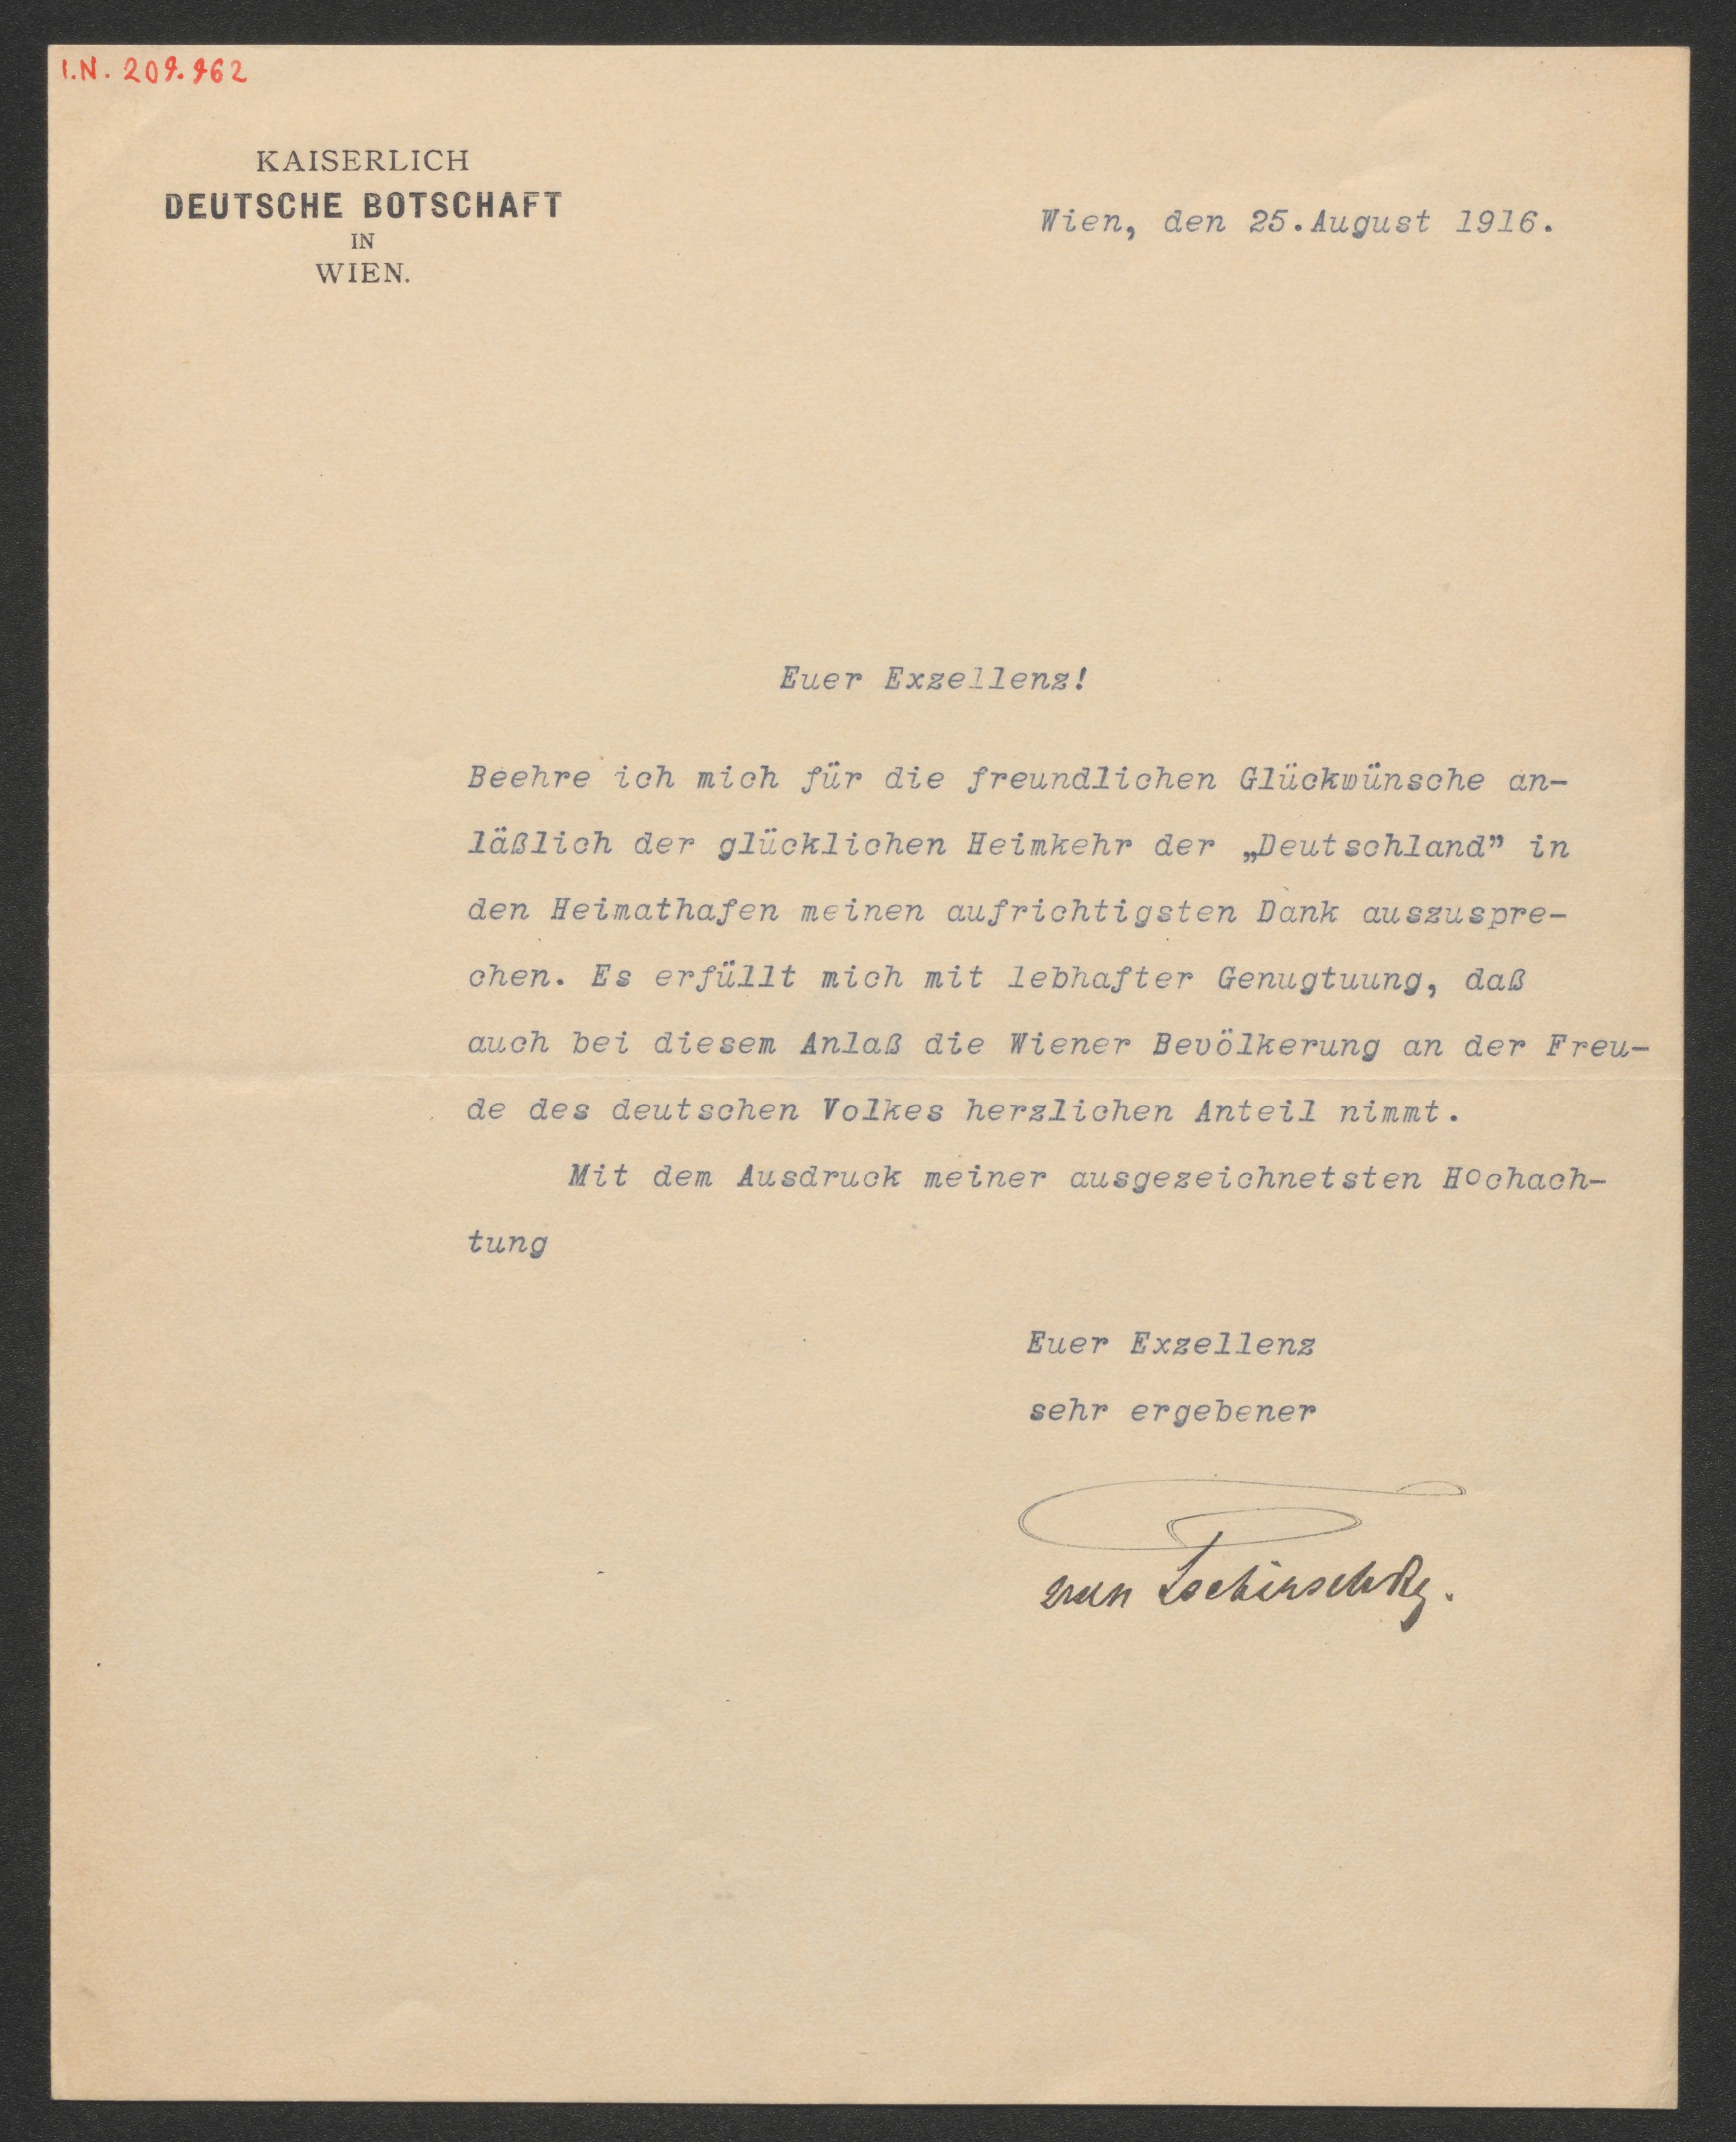 I.N. 209.962
KAISERLICH
DEUTSCHE BOTSCHAFT
IN
WIEN.
Wien, den 25.August 1916.
Euer Exzellenz!
Beehre ich mich für die freundlichen Glückwünsche an-
läßlich der glücklichen Heimkehr der „Deutschland” in
den Heimathafen meinen aufrichtigsten Dank auszuspre-
chen. Es erfüllt mich mit lebhafter Genugtuung, daß
auch bei diesem Anlaß die Wiener Bevölkerung an der Freu-
de des deutschen Volkes herzlichen Anteil nimmt.
Mit dem Ausdruck meiner ausgezeichnetsten Hochach-
tung
Euer Exzellenz
sehr ergebener
von Tschirschky.